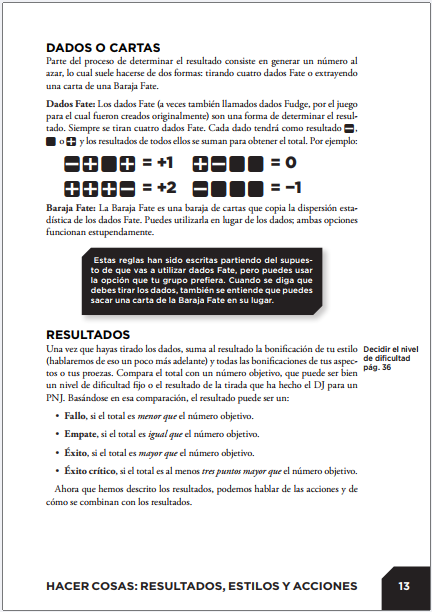 DADOS O CARTAS
Parte del proceso de determinar el resultado consiste en generar un número al
azar, lo cual suele hacerse de dos formas: tirando cuatro dados Fate o extrayendo
una carta de una Baraja Fate.
Dados Fate: Los dados Fate (a veces también llamados dados Fudge, por el juego
para el cual fueron creados originalmente) son una forma de determinar el resul-
tado. Siempre se tiran cuatro dados Fate. Cada dado tendrá como resultado −,
■ o + y los resultados de todos ellos se suman para obtener el total. Por ejemplo:
− + ■ + = +1 + − ■ ■ = 0
+ + + − = +2 − ■ ■ ■ = −1
Baraja Fate: La Baraja Fate es una baraja de cartas que copia la dispersión esta-
dística de los dados Fate. Puedes utilizarla en lugar de los dados; ambas opciones
funcionan estupendamente.
Estas reglas han sido escritas partiendo del supues-
to de que vas a utilizar dados Fate, pero puedes usar
la opción que tu grupo prefiera. Cuando se diga que
debes tirar los dados, también se entiende que puedes
sacar una carta de la Baraja Fate en su lugar.
RESULTADOS
Una vez que hayas tirado los dados, suma al resultado la bonificación de tu estilo
(hablaremos de eso un poco más adelante) y todas las bonificaciones de tus aspec-
tos o tus proezas. Compara el total con un número objetivo, que puede ser bien
un nivel de dificultad fijo o el resultado de la tirada que ha hecho el DJ para un
PNJ. Basándose en esa comparación, el resultado puede ser un:
Decidir el nivel
de dificultad
pág. 36
• Fallo, si el total es menor que el número objetivo.
• Empate, si el total es igual que el número objetivo.
• Éxito, si el total es mayor que el número objetivo.
• Éxito crítico, si el total es al menos tres puntos mayor que el número objetivo.
Ahora que hemos descrito los resultados, podemos hablar de las acciones y de
cómo se combinan con los resultados.
HACER COSAS: RESULTADOS, ESTILOS Y ACCIONES
13